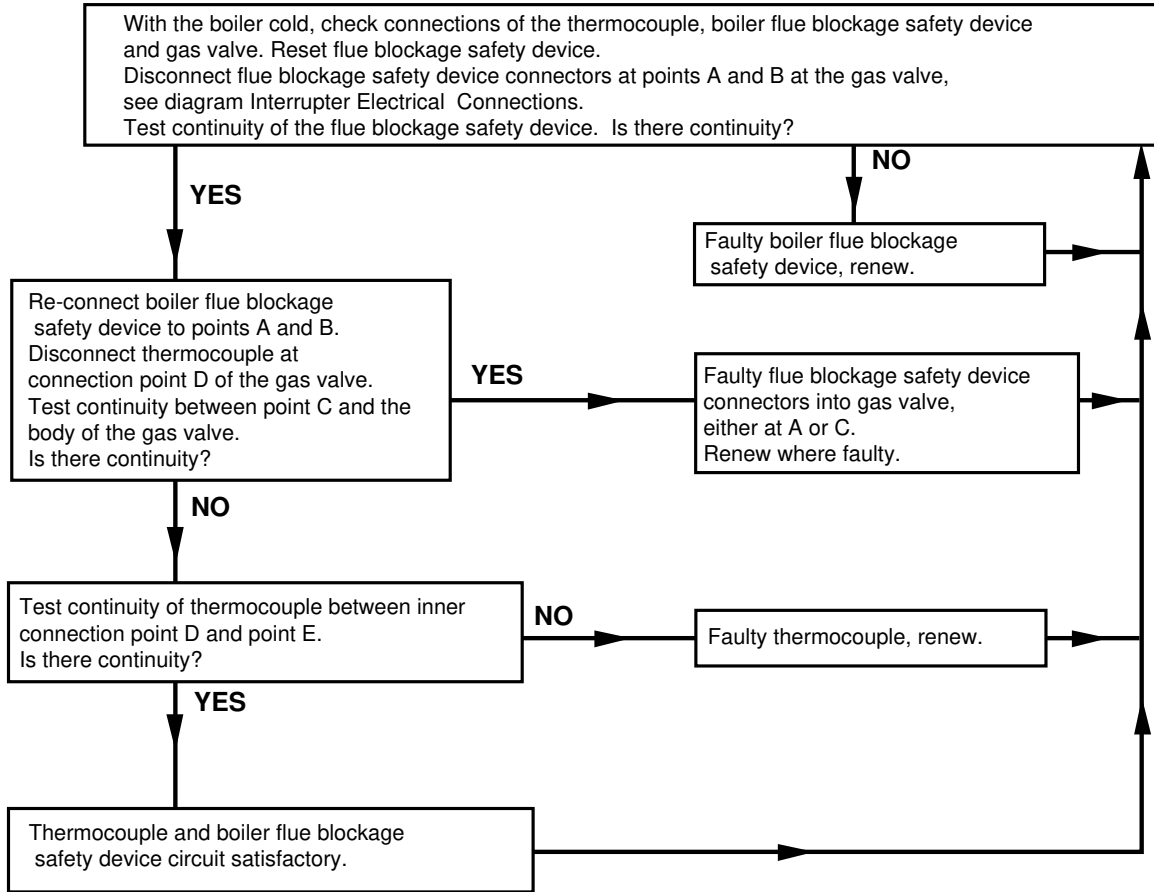 With the boiler cold, check connections of the thermocouple, boiler flue blockage safety device
and gas valve. Reset flue blockage safety device.
Disconnect flue blockage safety device connectors at points A and B at the gas valve,
see diagram Interrupter Electrical Connections.
Test continuity of the flue blockage safety device. Is there continuity?
NO
YES
Faulty boiler flue blockage
safety device, renew.
Re-connect boiler flue blockage
safety device to points A and B.
Disconnect thermocouple at
connection point D of the gas valve.
Test continuity between point C and the
body of the gas valve.
Is there continuity?
YES
Faulty flue blockage safety device
connectors into gas valve,
either at A or C.
Renew where faulty.
NO
Test continuity of thermocouple between inner
connection point D and point E.
Is there continuity?
NO
Faulty thermocouple, renew.
YES
Thermocouple and boiler flue blockage
safety device circuit satisfactory.